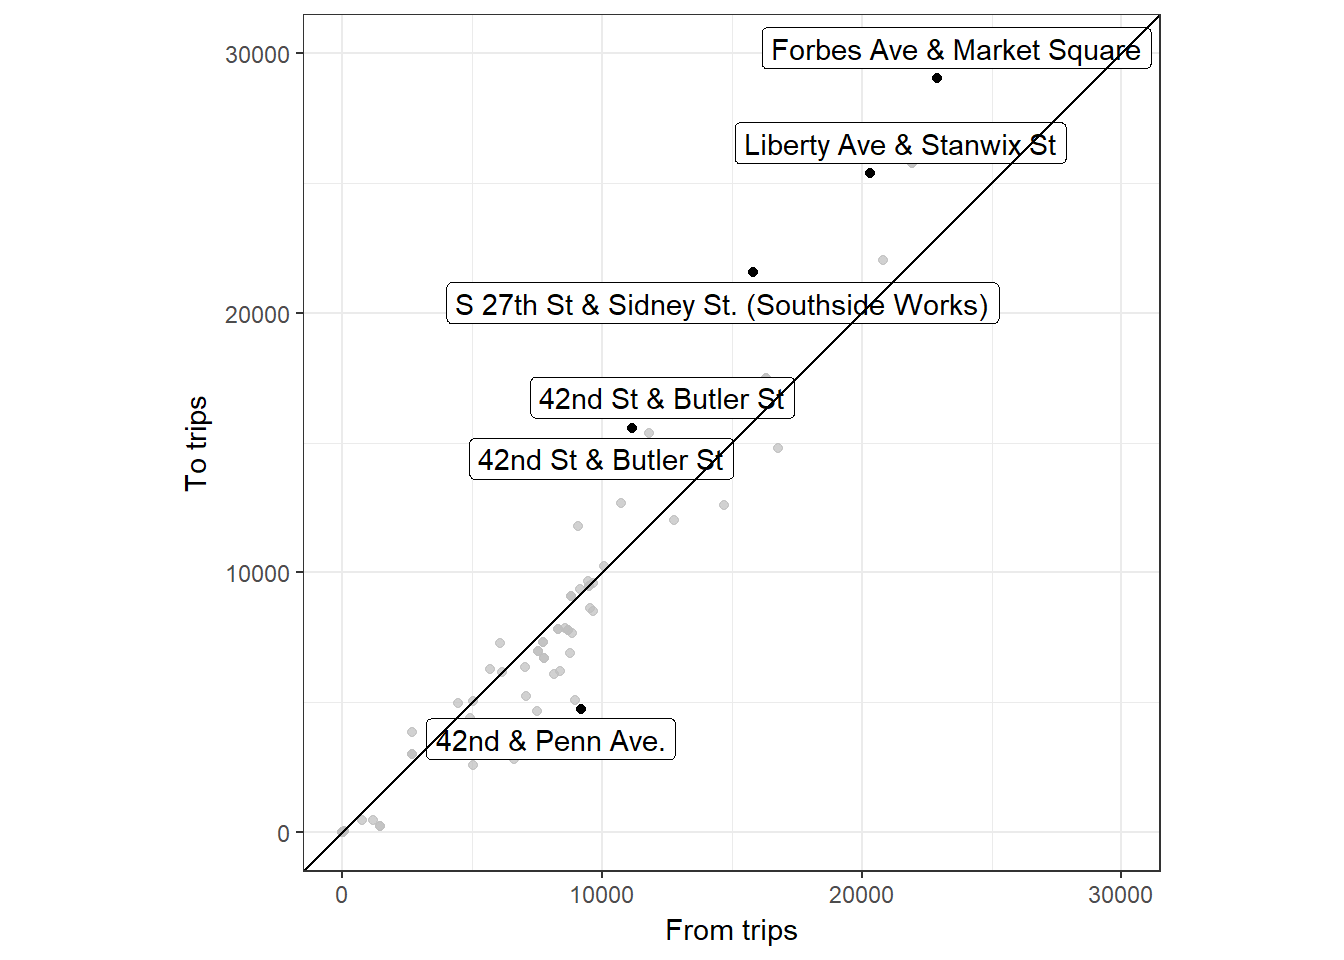 30000
20000
10000
0
To trips
Forbes Ave & Market Square
Liberty Ave & Stanwix St
S 27th St & Sidney St. (Southside Works)
42nd St & Butler St
42nd St & Butler St
42nd & Penn Ave.
0
10000
20000
30000
From trips